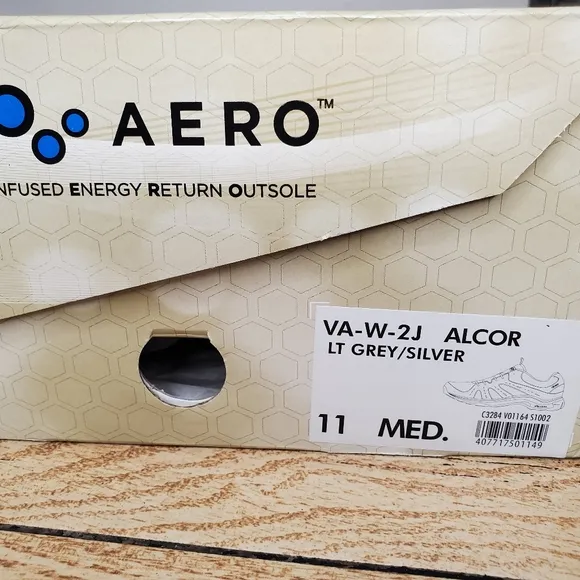 AERO™
NFUSED ENERGY RETURN OUTSOLE
VA-W-2J ALCOR
LT GREY/SILVER
C3284 V01164 S1002
11 MED.
407717501149